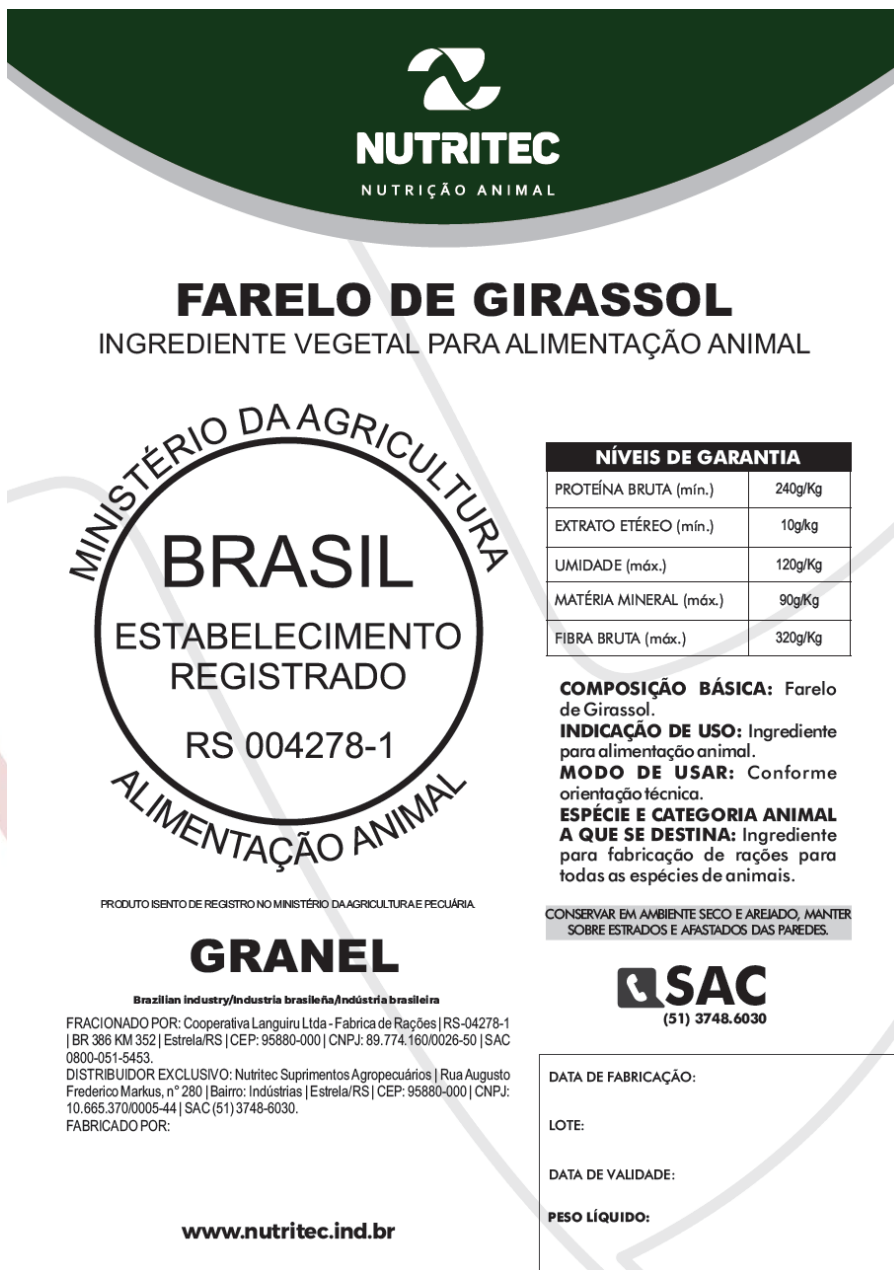 NUTRITEC
NUTRIÇÃO ANIMAL
FARELO DE GIRASSOL
INGREDIENTE VEGETAL PARA ALIMENTAÇÃO ANIMAL
MINISTÉRIO DA AGRICULTURA
BRASIL
ESTABELECIMENTO
REGISTRADO
RS 004278-1
ALIMENTAÇÃO ANIMAL
PRODUTO ISENTO DE REGISTRO NO MINISTÉRIO DA AGRICULTURA E PECUÁRIA.
GRANEL
Brazilian industry/Industria brasileña/Indústria brasileira
FRACIONADO POR: Cooperativa Languiru Ltda - Fabrica de Rações | RS-04278-1
| BR 386 KM 352 | Estrela/RS | CEP: 95880-000 | CNPJ: 89.774.160/0026-50 | SAC
0800-051-5453.
DISTRIBUIDOR EXCLUSIVO: Nutritec Suprimentos Agropecuários | Rua Augusto
Frederico Markus, n° 280 | Bairro: Indústrias | Estrela/RS | CEP: 95880-000 | CNPJ:
10.665.370/0005-44 | SAC (51) 3748-6030.
FABRICADO POR:
www.nutritec.ind.br
NÍVEIS DE GARANTIA
PROTEÍNA BRUTA (mín.) 240g/Kg
EXTRATO ETÉREO (mín.) 10g/kg
UMIDADE (máx.) 120g/Kg
MATÉRIA MINERAL (máx.) 90g/Kg
FIBRA BRUTA (máx.) 320g/Kg
COMPOSIÇÃO BÁSICA: Farelo
de Girassol.
INDICAÇÃO DE USO: Ingrediente
para alimentação animal.
MODO DE USAR: Conforme
orientação técnica.
ESPÉCIE E CATEGORIA ANIMAL
A QUE SE DESTINA: Ingrediente
para fabricação de rações para
todas as espécies de animais.
CONSERVAR EM AMBIENTE SECO E AREJADO, MANTER
SOBRE ESTRADOS E AFASTADOS DAS PAREDES.
SAC
(51) 3748.6030
DATA DE FABRICAÇÃO:
LOTE:
DATA DE VALIDADE:
PESO LÍQUIDO: